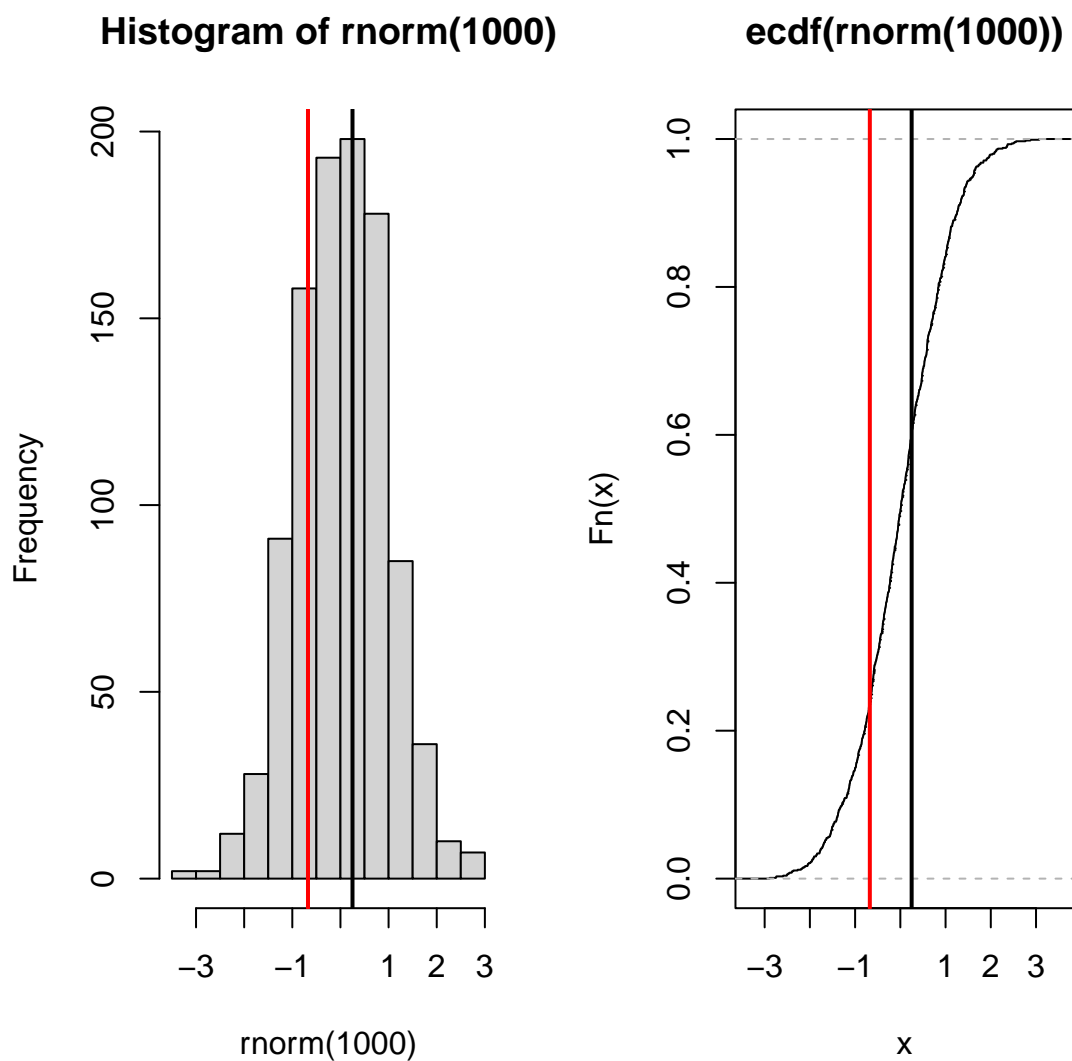 Histogram of rnorm(1000)
Frequency
200
150
100
50
0
−3 −1 1 2 3
rnorm(1000)
ecdf(rnorm(1000))
Fn(x)
1.0
0.8
0.6
0.4
0.2
0.0
−3 −1 1 2 3
x